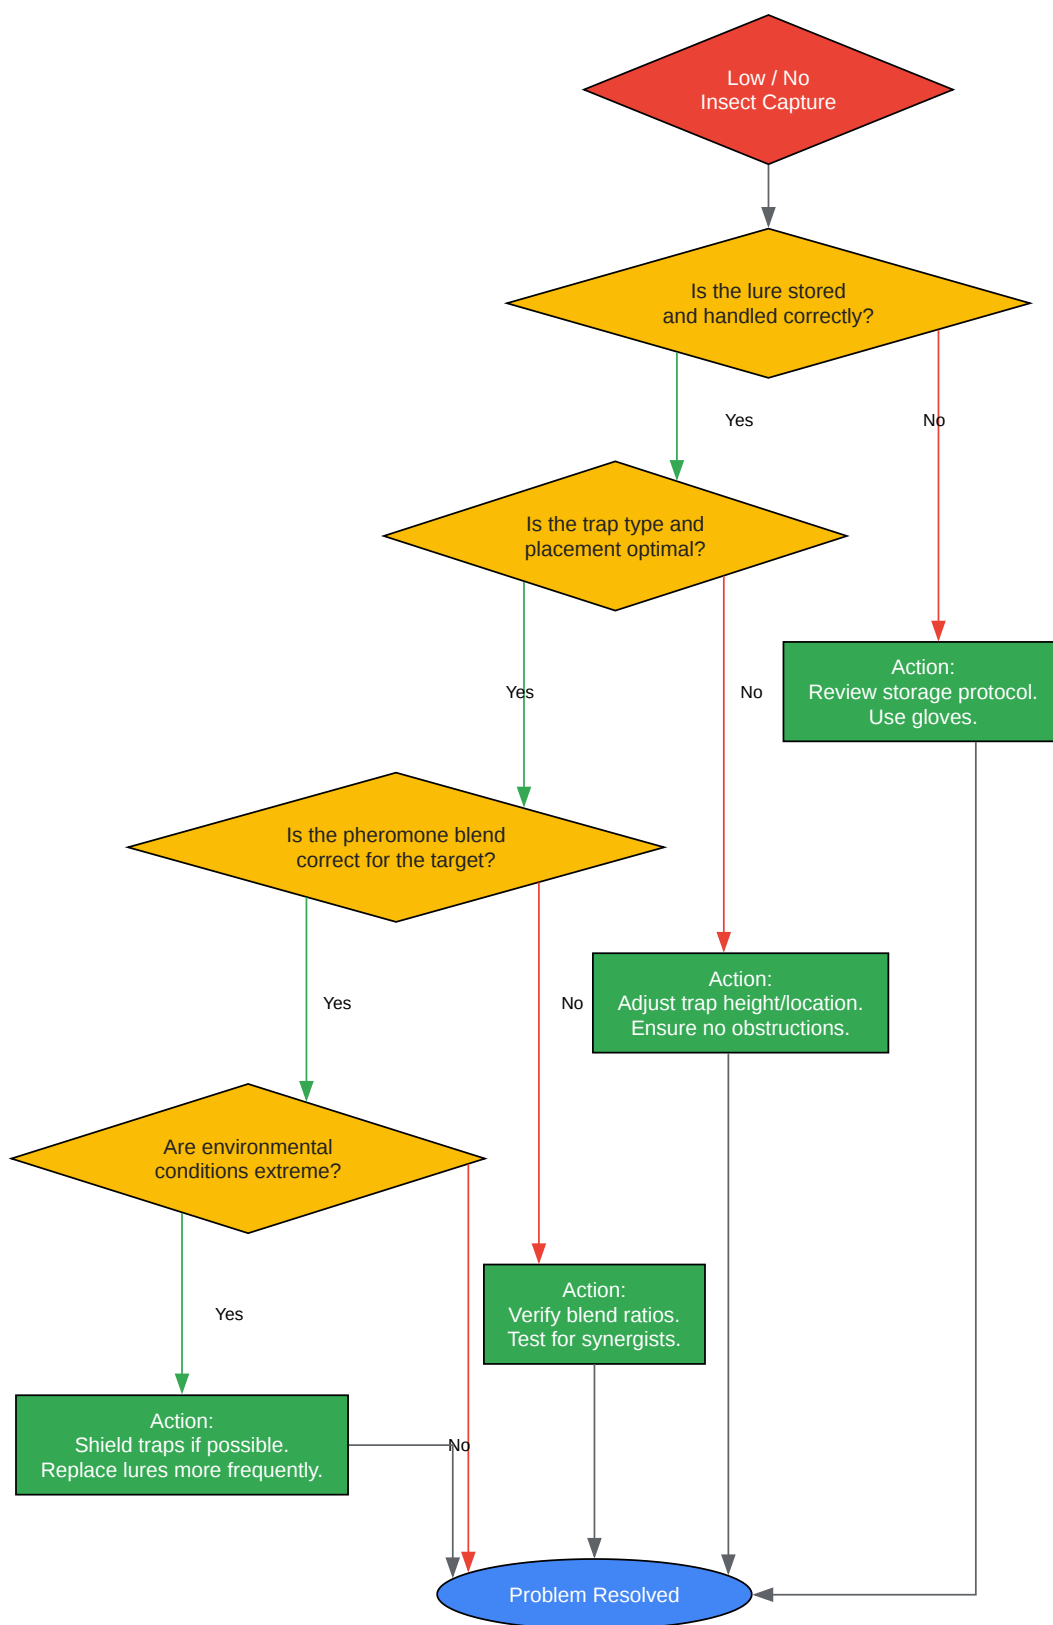 Low / No
Insect Capture
Is the lure stored
and handled correctly?
Yes
No
Is the trap type and
placement optimal?
Action:
Review storage protocol.
Use gloves.
Yes
No
Is the pheromone blend
correct for the target?
Action:
Adjust trap height/location.
Ensure no obstructions.
Yes
No
Are environmental
conditions extreme?
Action:
Verify blend ratios.
Test for synergists.
Yes
Action:
Shield traps if possible.
Replace lures more frequently.
No
Problem Resolved